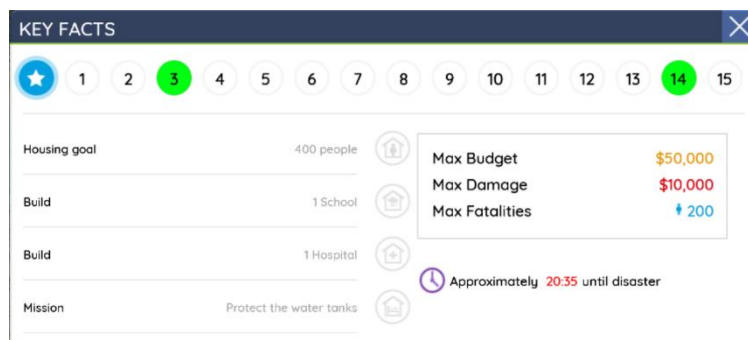 KEY FACTS
1 2 3 4 5 6 7 8 9 10 11 12 13 14 15
Housing goal 400 people
Build 1 School
Build 1 Hospital
Mission Protect the water tanks
Max Budget $50,000
Max Damage $10,000
Max Fatalities 200
Approximately 20:35 until disaster